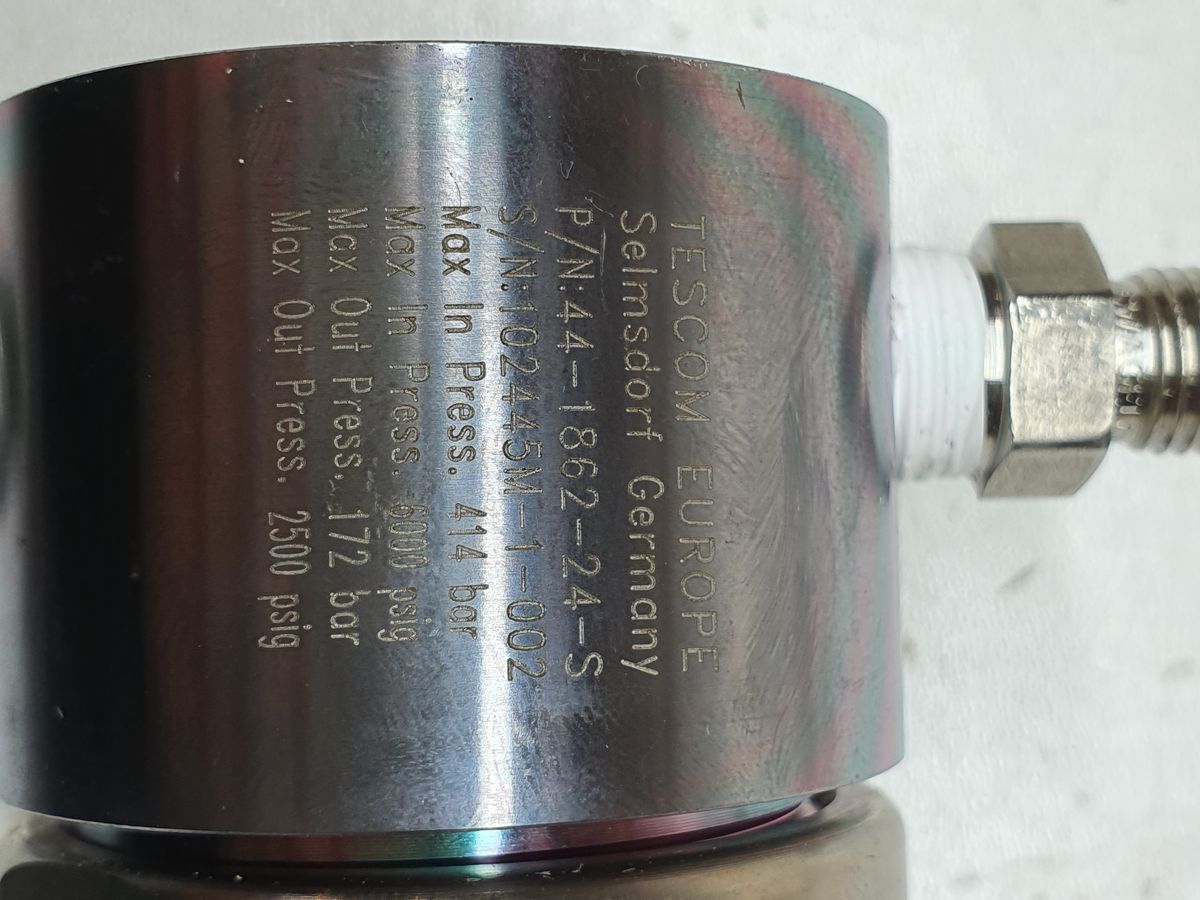 TESCOM EUROPE
Selmsdorf Germany
P/N:44-1862-24-S
S/N:102445M-1-002
Max In Press. 414 bar
Max In Press. 6000 psig
Max Out Press. 172 bar
Max Out Press. 2500 psig